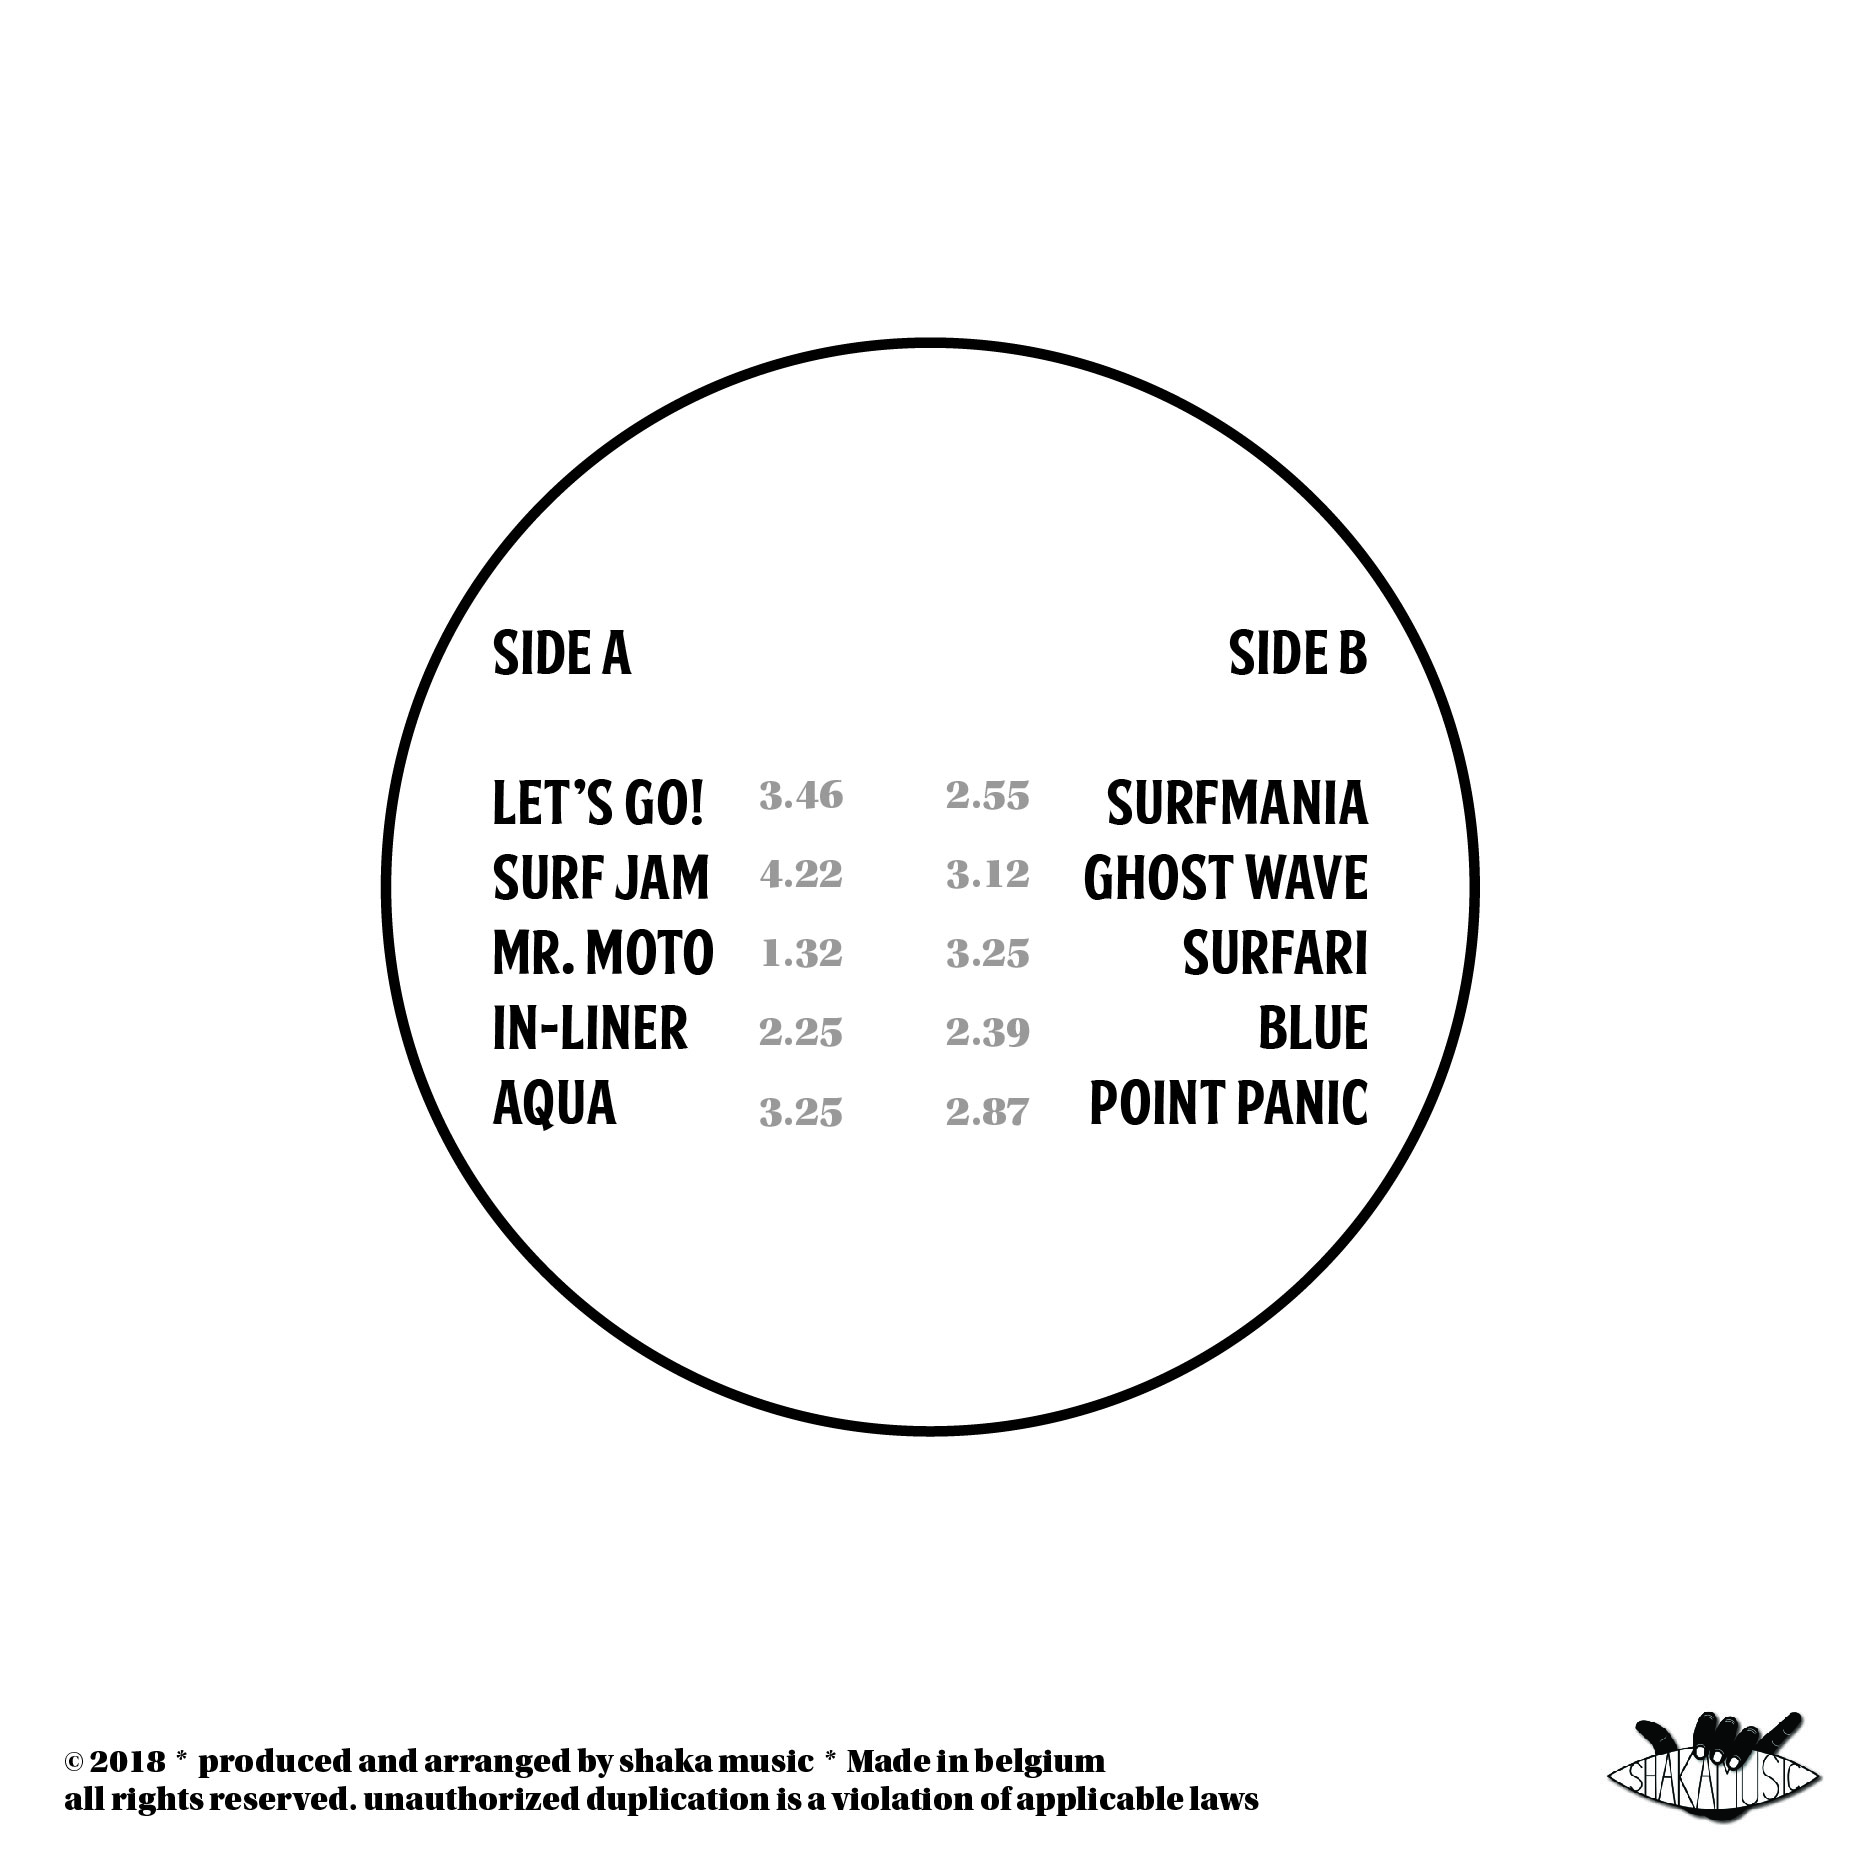 SIDE A
SIDE B
LET'S GO! 3.46
SURF JAM 4.22
MR. MOTO 1.32
IN-LINER 2.25
AQUA 3.25
2.55 SURFMANIA
3.12 GHOST WAVE
3.25 SURFARI
2.39 BLUE
2.87 POINT PANIC
© 2018 * produced and arranged by shaka music * Made in belgium
all rights reserved. unauthorized duplication is a violation of applicable laws
SHAKA MUSIC